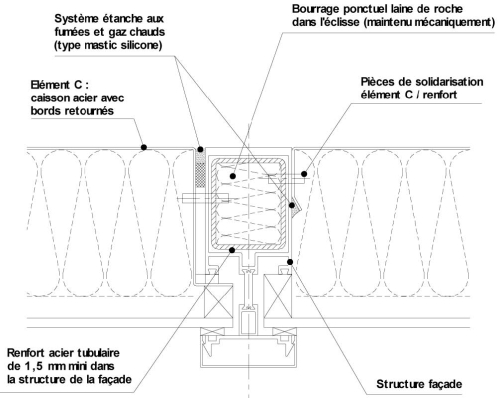 Système étanche aux
fumées et gaz chauds
(type mastic silicone)
Bourrage ponctuel laine de roche
dans l'éclisse (maintenu mécaniquement)
Elément C :
caisson acier avec
bords retournés
Pièces de solidarisation
élément C / renfort
Renfort acier tubulaire
de 1,5 mm mini dans
la structure de la façade
Structure façade